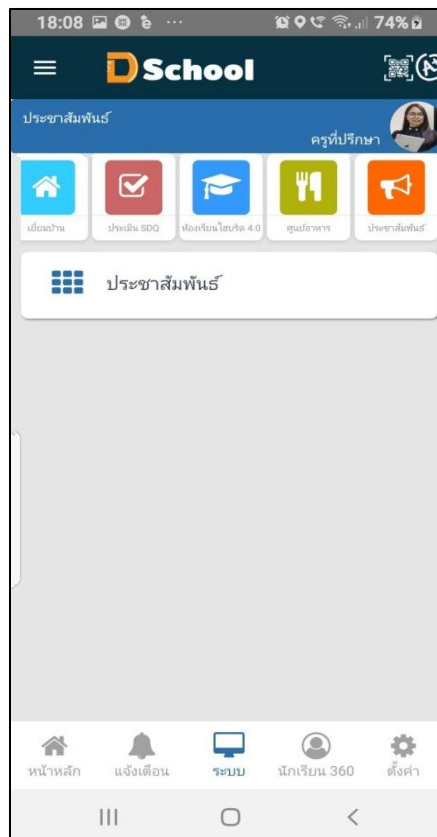 18:08
74%
DSchool
ประชาสัมพันธ์
ครูที่ปรึกษา
เยี่ยมบ้าน ประเมิน SDQ ห้องเรียนไฮบริด 4.0 ศูนย์อาหาร ประชาสัมพันธ์
ประชาสัมพันธ์
หน้าหลัก แจ้งเตือน ระบบ นักเรียน 360 ตั้งค่า